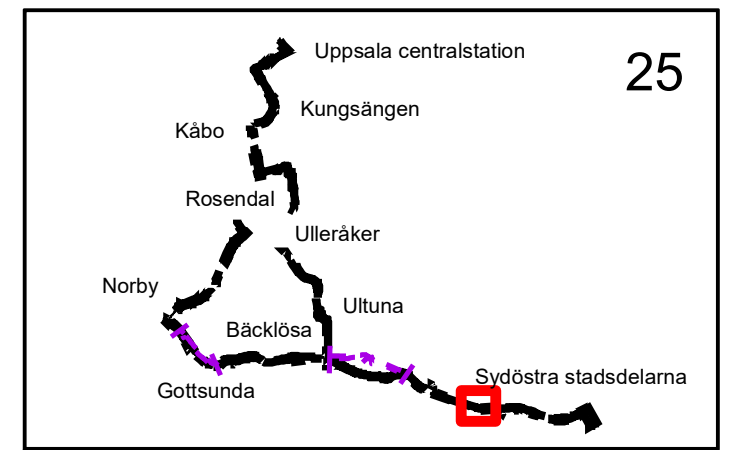 Uppsala centralstation
25
Kungsängen
Kåbo
Rosendal
Ulleråker
Norby
Ultuna
Bäcklösa
Sydöstra stadsdelarna
Gottsunda